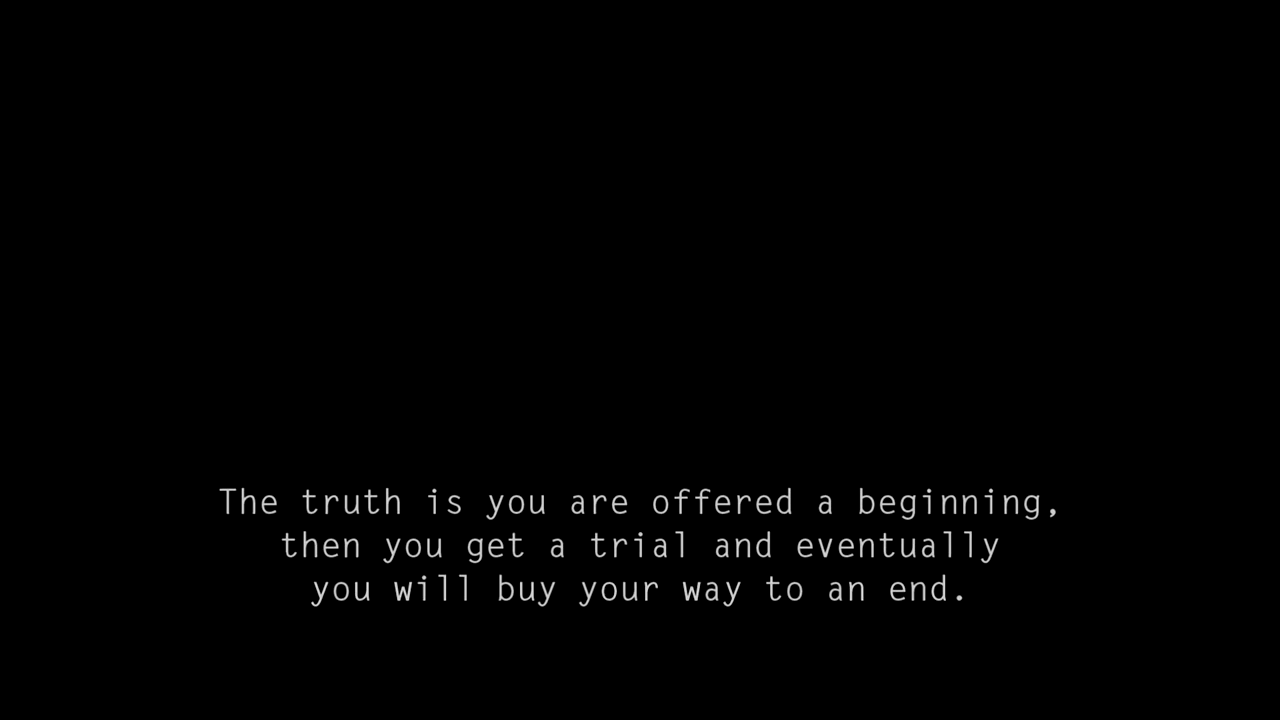 The truth is you are offered a beginning,
then you get a trial and eventually
you will buy your way to an end.